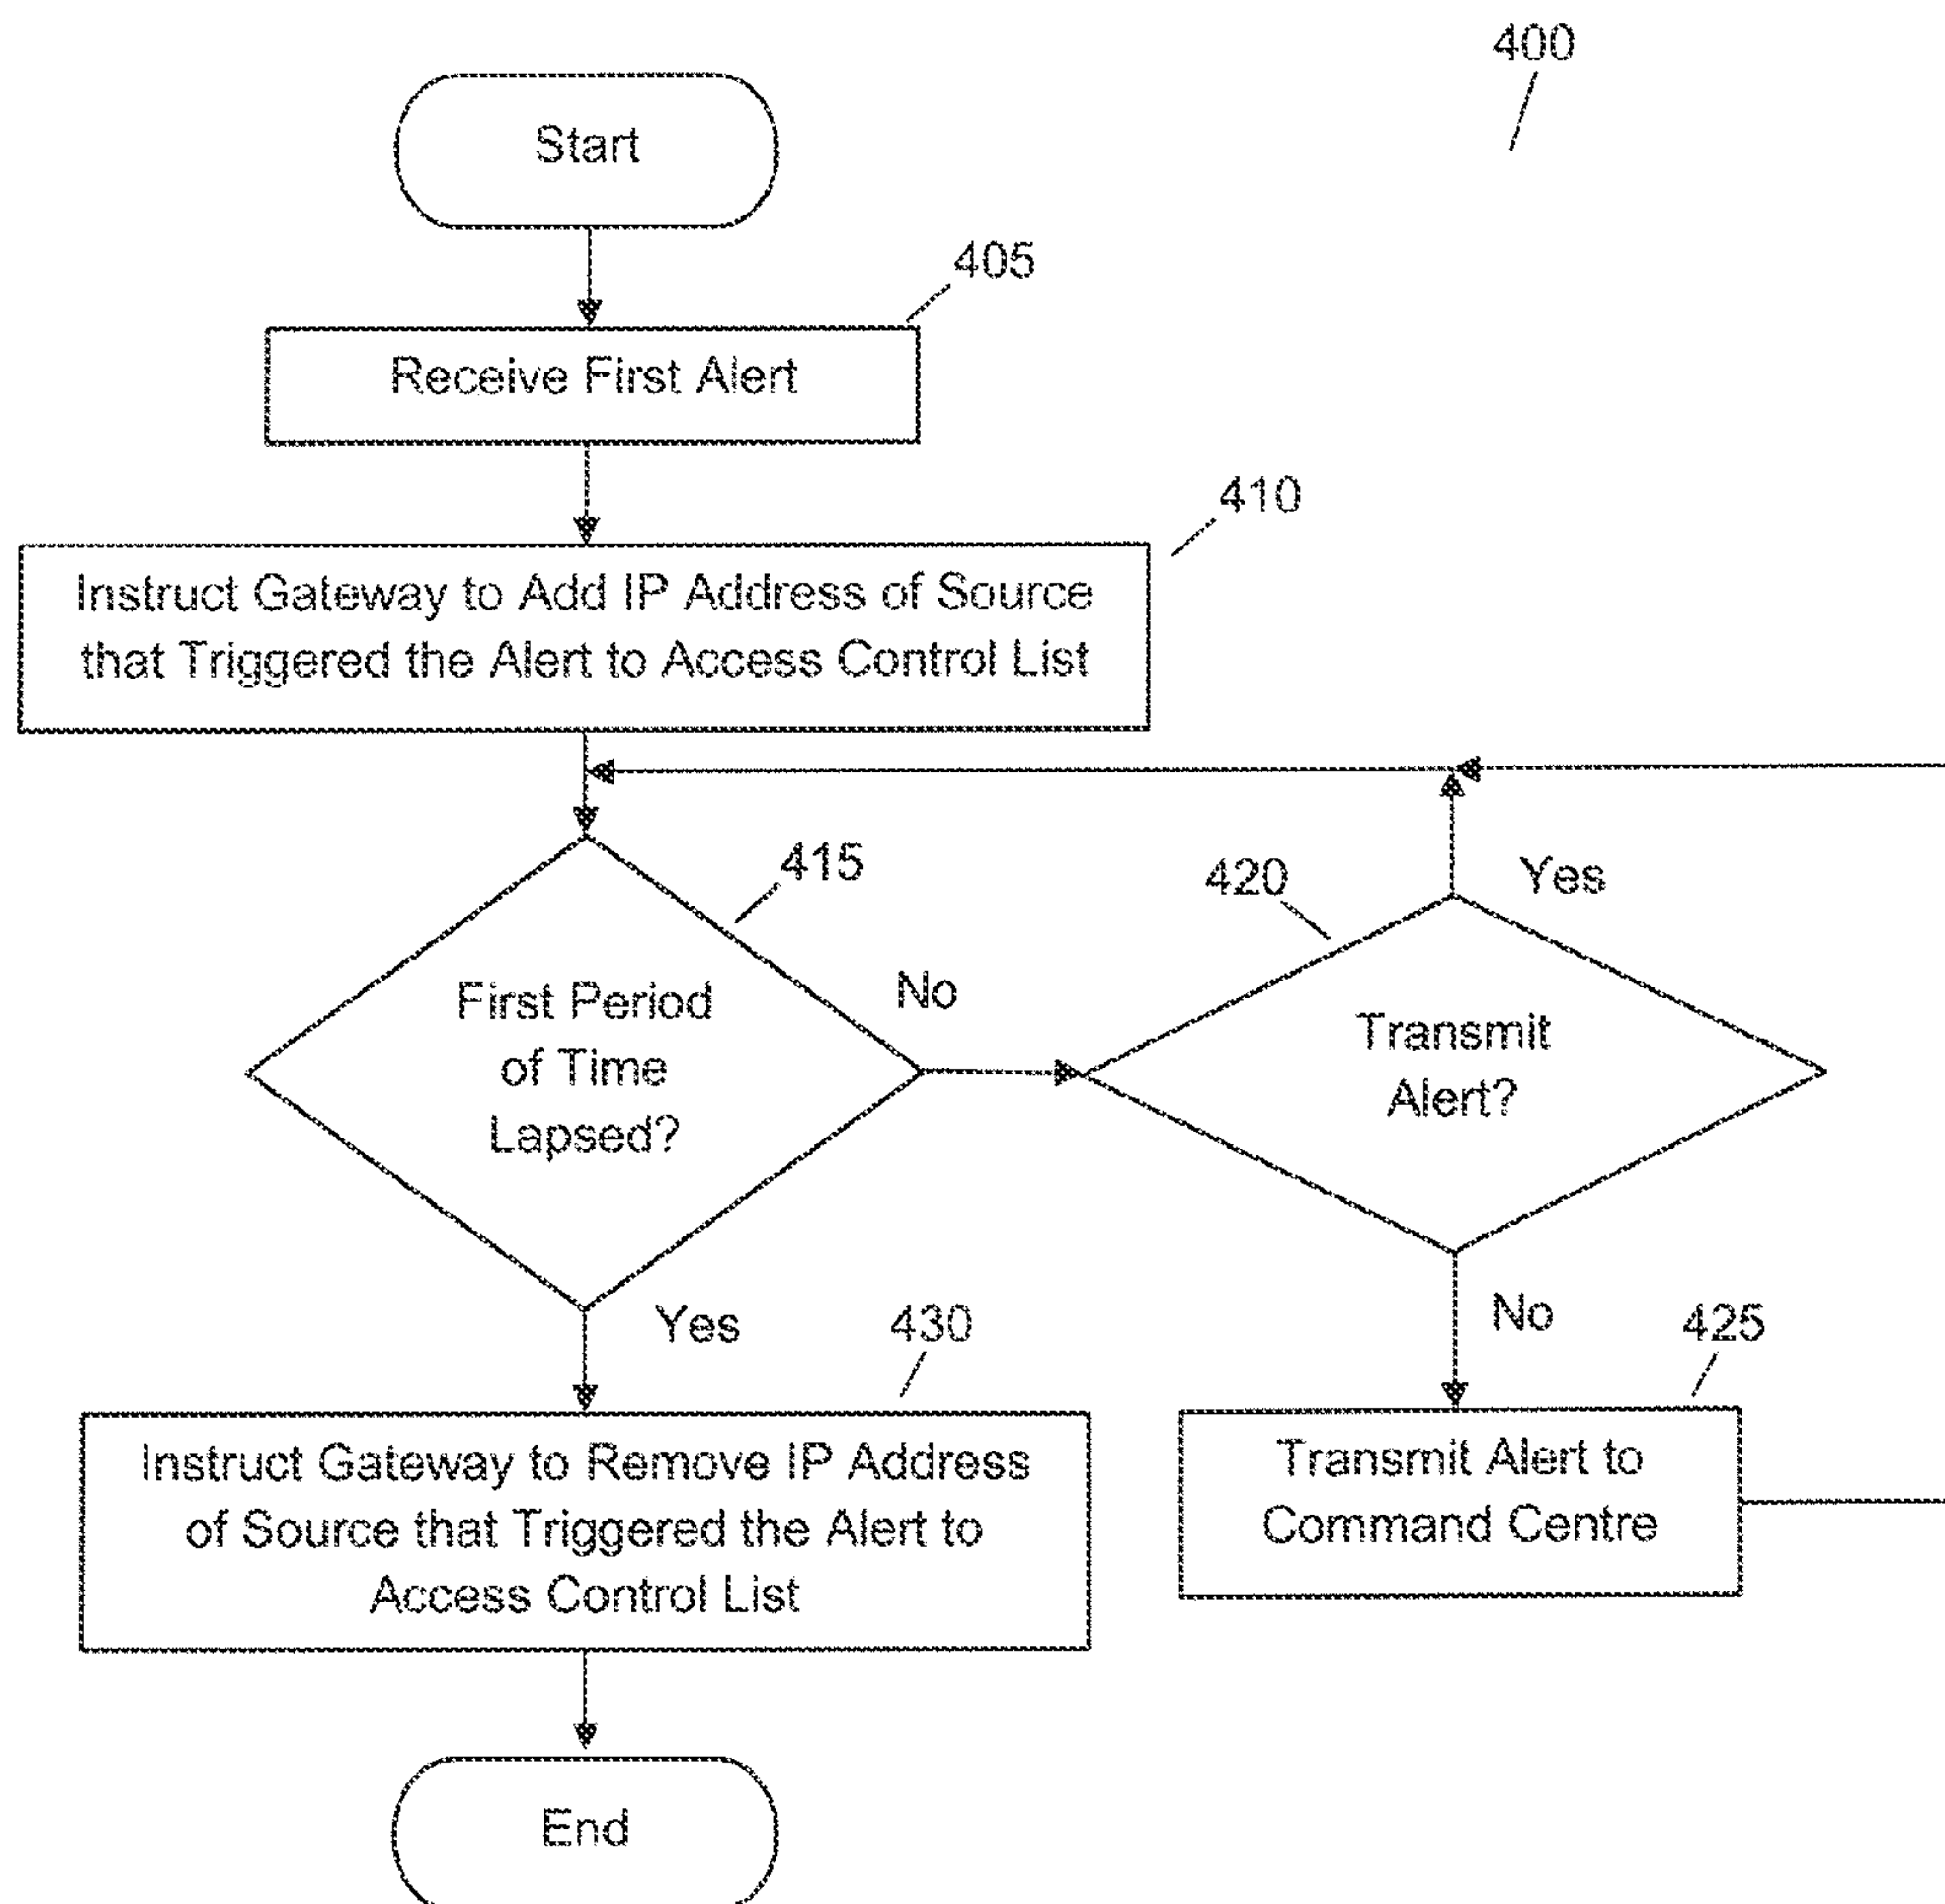 400
Start
405
Receive First Alert
410
Instruct Gateway to Add IP Address of Source
that Triggered the Alert to Access Control List
415
First Period
of Time
Lapsed?
No
420
Yes
Transmit
Alert?
Yes
430
No
425
Instruct Gateway to Remove IP Address
of Source that Triggered the Alert to
Access Control List
Transmit Alert to
Command Centre
End